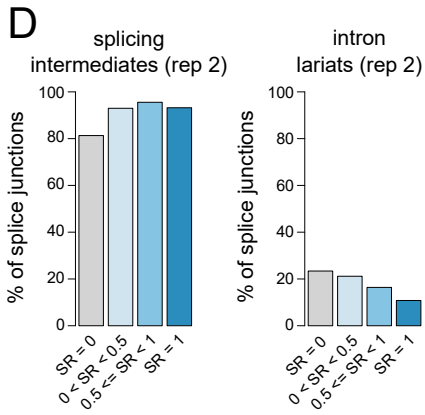 D
splicing
intermediates (rep 2)
% of splice junctions
100
80
60
40
20
0
SR = 0
0 < SR < 0.5
0.5 <= SR < 1
SR = 1
intron
lariats (rep 2)
% of splice junctions
100
80
60
40
20
0
SR = 0
0 < SR < 0.5
0.5 <= SR < 1
SR = 1